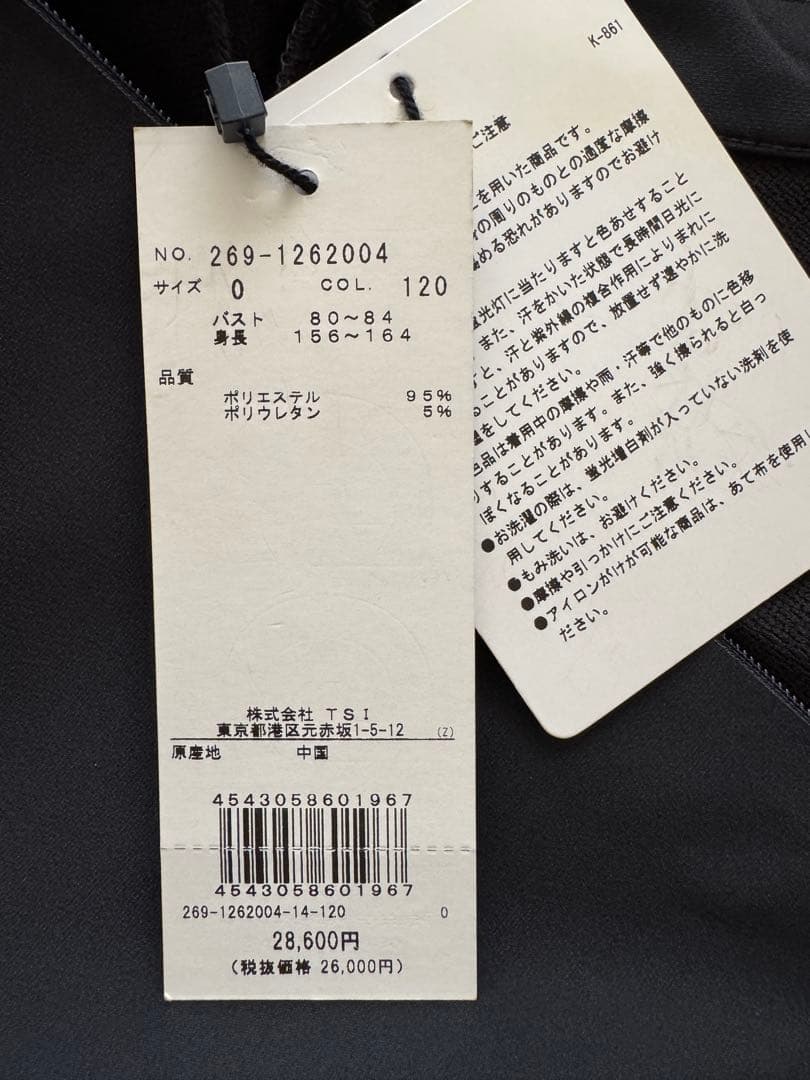 NO. 269-1262004
サイズ 0 COL. 120
バスト 80〜84
身長 156〜164
品質
ポリエステル 95%
ポリウレタン 5%
株式会社 TSI
東京都港区元赤坂1-5-12 (Z)
原産地 中国
4543058601967
4543058601967
269-1262004-14-120 0
28,600円
(税抜価格 26,000円)
K-861
ご注意
を用いた商品です。
の周りのものとの過度な摩擦
める恐れがありますのでお避け
光灯に当たりますと色あせすること
また、汗をかいた状態で長時間日光に
と、汗と紫外線の複合作用によりまれに
ことがありますので、放置せず速やかに洗
をしてください。
色品は着用中の摩擦や雨・汗等で他のものに色移
りすることがあります。また、強く擦られると白っ
ぽくなることがあります。
●お洗濯の際は、蛍光増白剤が入っていない洗剤を使
用してください。
●もみ洗いは、お避けください。
●摩擦や引っかけにご注意ください。
●アイロンがけが可能な商品は、あて布を使用し
ださい。